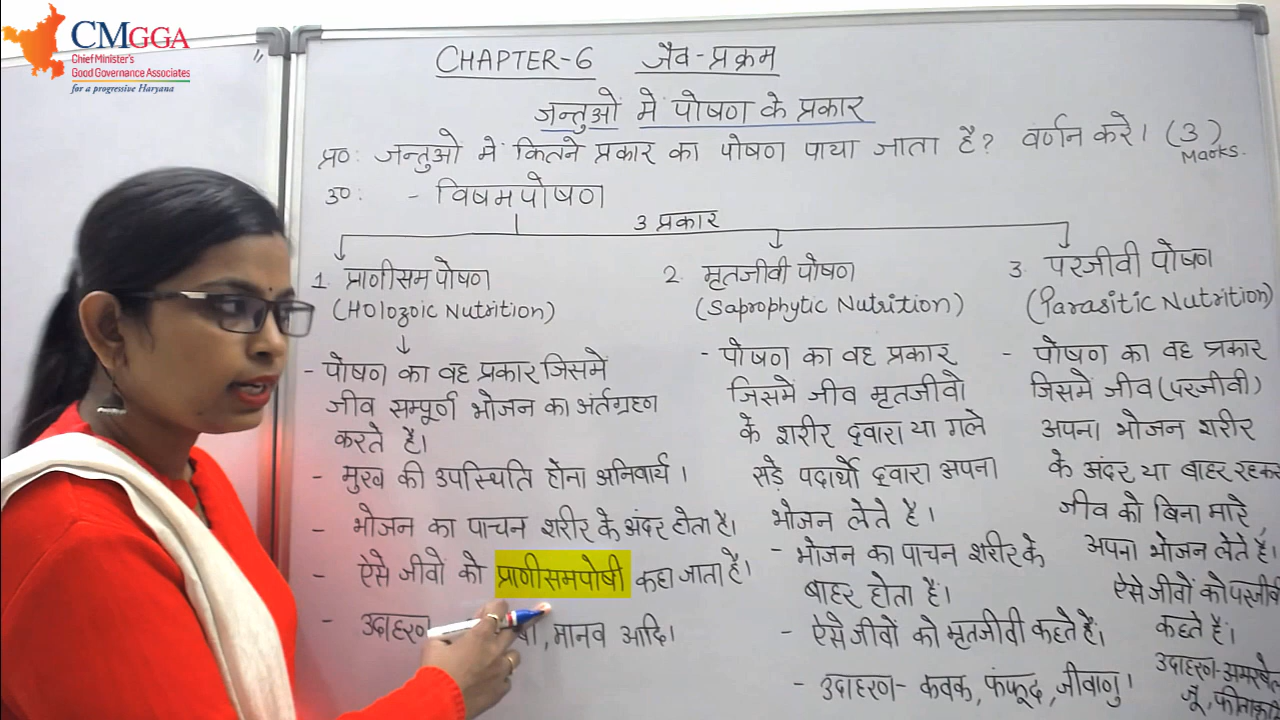 CMGGA
Chief Minister's
Good Governance Associates
for a progressive Haryana
CHAPTER-6 जैव-प्रक्रम
जन्तुओं में पोषण के प्रकार
प्र०: जन्तुओ में कितने प्रकार का पोषण पाया जाता है? वर्णन करे। (3)
Marks.
उ०: - विषमपोषण
3 प्रकार
1. प्राणीसम पोषण
(Holozoic Nutrition)
- पोषण का वह प्रकार जिसमें
जीव सम्पूर्ण भोजन का अंर्तग्रहण
करते है।
- मुख की उपस्थिति होना अनिवार्य।
- भोजन का पाचन शरीर के अंदर होता है।
- ऐसे जीवों को प्राणीसमपोषी कहा जाता है।
- उदाहरण मानव आदि।
2. मृतजीवी पोषण
(Saprophytic Nutrition)
- पोषण का वह प्रकार
जिसमें जीव मृतजीवो
के शरीर द्वारा या गले
सड़े पदार्थो द्वारा अपना
भोजन लेते है।
- भोजन का पाचन शरीर के
बाहर होता है।
- ऐसे जीवों को मृतजीवी कहते हैं।
- उदाहरण- कवक, फंफूद, जीवाणु।
3. परजीवी पोषण
(Parasitic Nutrition)
- पोषण का वह प्रकार
जिसमें जीव (परजीवी)
अपना भोजन शरीर
के अंदर या बाहर रहकर
जीव को बिना मारे,
अपना भोजन लेते है।
ऐसे जीवों को परजीवी
कहते हैं।
उदाहरण-अमरबेल
जूँ,